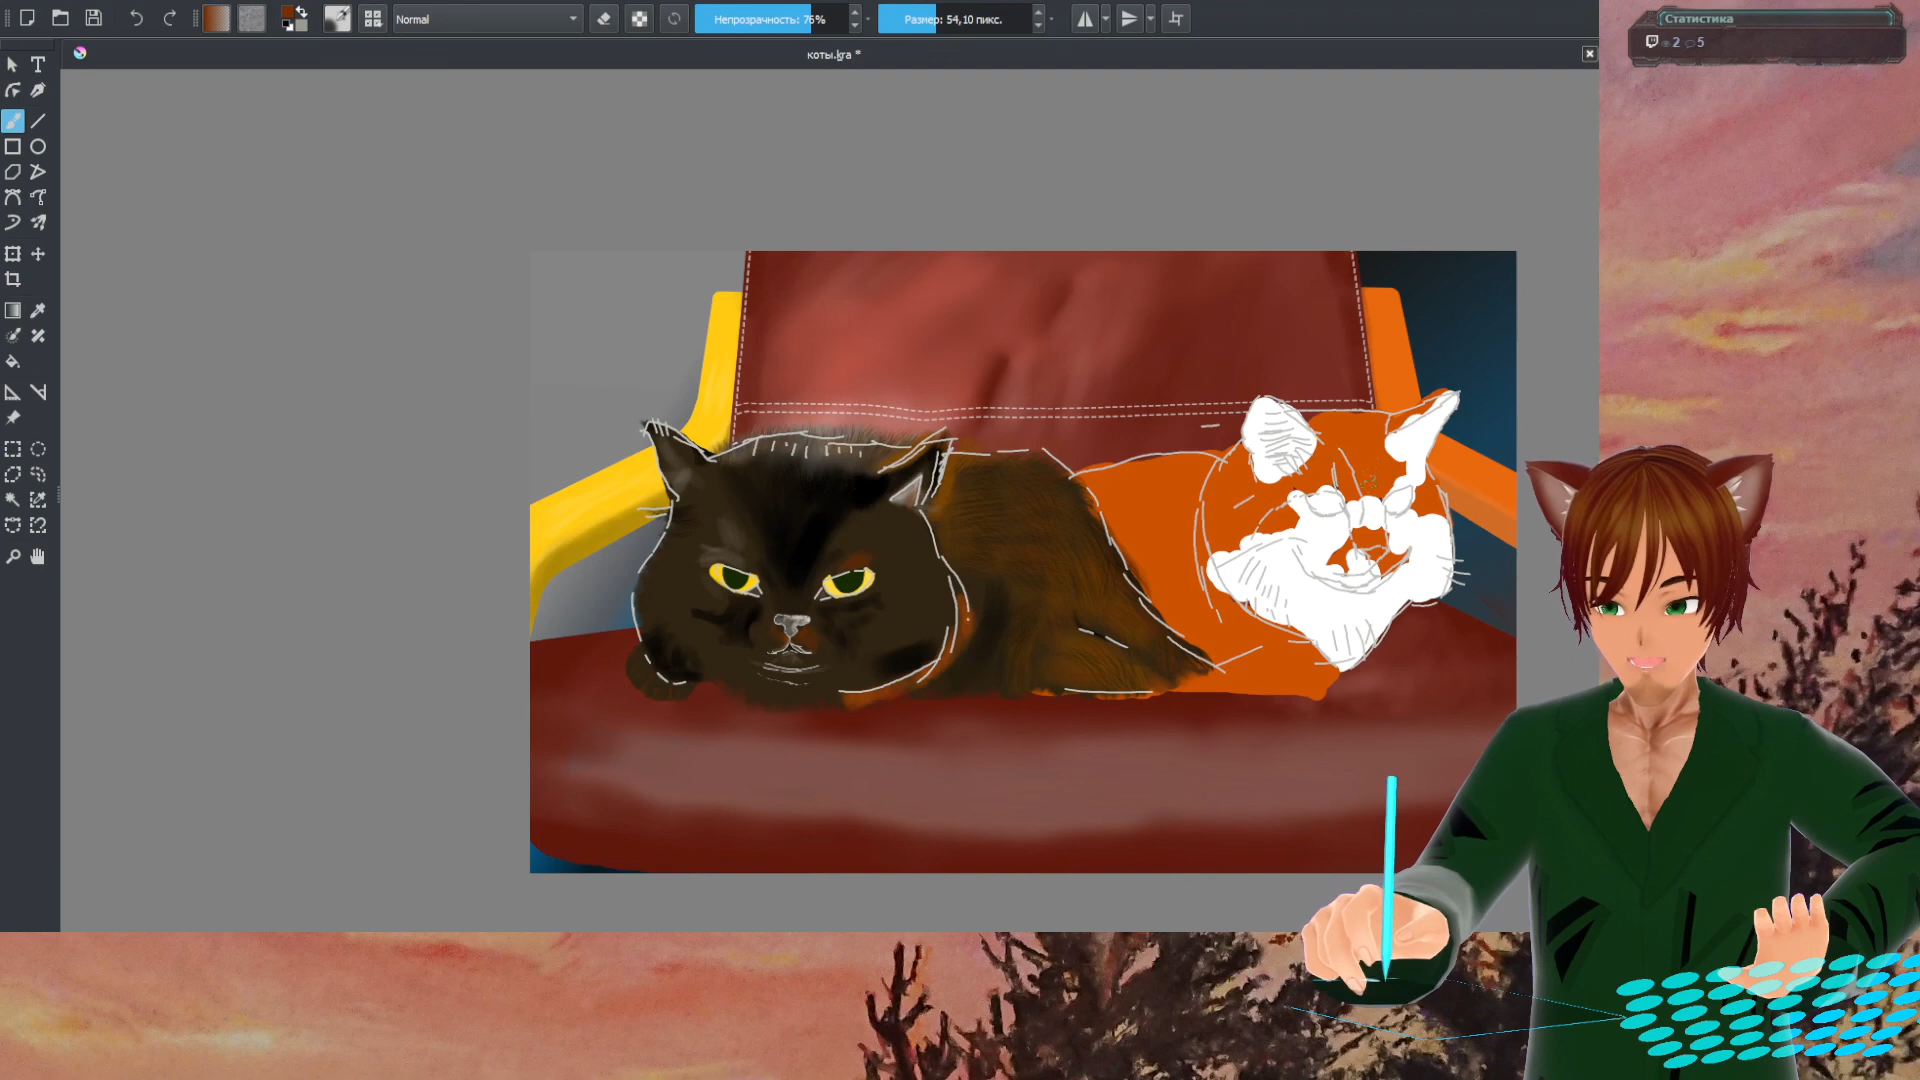 Normal
Непрозрачность: 76%
Размер: 54,10 пикс.
коты.kra *
Статистика
2 5